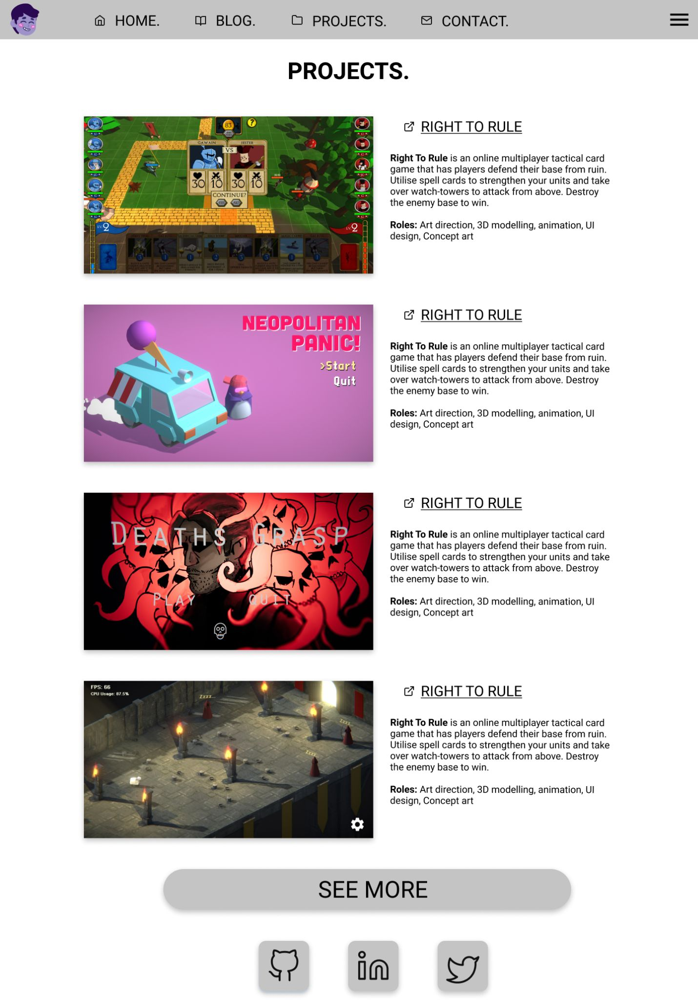 HOME.
BLOG.
PROJECTS.
CONTACT.
PROJECTS.
83
?
GAWAIN
VS
JESTER
30
10
30
10
CONTINUE?
YES
NO
LV.2
LV.2
RIGHT TO RULE
Right To Rule is an online multiplayer tactical card
game that has players defend their base from ruin.
Utilise spell cards to strengthen your units and take
over watch-towers to attack from above. Destroy
the enemy base to win.
Roles: Art direction, 3D modelling, animation, UI
design, Concept art
NEOPOLITAN
PANIC!
>Start
Quit
RIGHT TO RULE
Right To Rule is an online multiplayer tactical card
game that has players defend their base from ruin.
Utilise spell cards to strengthen your units and take
over watch-towers to attack from above. Destroy
the enemy base to win.
Roles: Art direction, 3D modelling, animation, UI
design, Concept art
DEATHS GRASP
PLAY
QUIT
RIGHT TO RULE
Right To Rule is an online multiplayer tactical card
game that has players defend their base from ruin.
Utilise spell cards to strengthen your units and take
over watch-towers to attack from above. Destroy
the enemy base to win.
Roles: Art direction, 3D modelling, animation, UI
design, Concept art
FPS: 66
CPU Usage: 87.5%
Zzzz...
zzzz...
zzzz
RIGHT TO RULE
Right To Rule is an online multiplayer tactical card
game that has players defend their base from ruin.
Utilise spell cards to strengthen your units and take
over watch-towers to attack from above. Destroy
the enemy base to win.
Roles: Art direction, 3D modelling, animation, UI
design, Concept art
SEE MORE
in